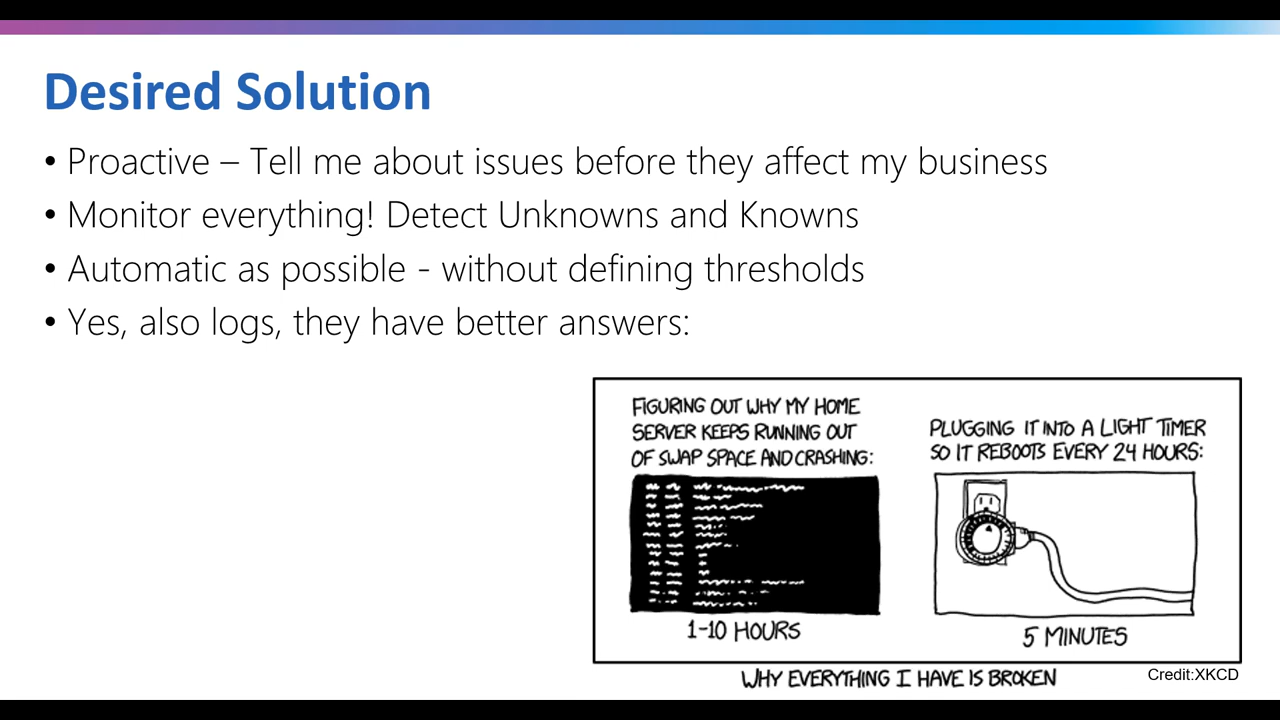 Desired Solution
• Proactive – Tell me about issues before they affect my business
• Monitor everything! Detect Unknowns and Knowns
• Automatic as possible - without defining thresholds
• Yes, also logs, they have better answers:
FIGURING OUT WHY MY HOME
SERVER KEEPS RUNNING OUT
OF SWAP SPACE AND CRASHING:
1-10 HOURS
PLUGGING IT INTO A LIGHT TIMER
SO IT REBOOTS EVERY 24 HOURS:
5 MINUTES
WHY EVERYTHING I HAVE IS BROKEN
Credit:XKCD